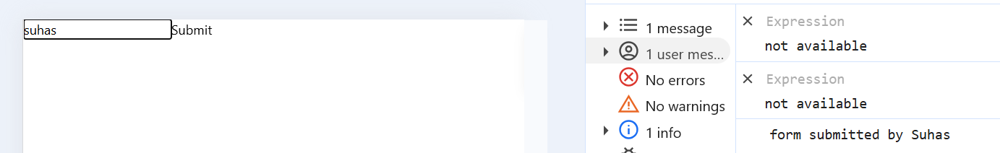 suhas Submit
1 message
1 user mes...
No errors
No warnings
1 info
Expression
not available
Expression
not available
form submitted by Suhas